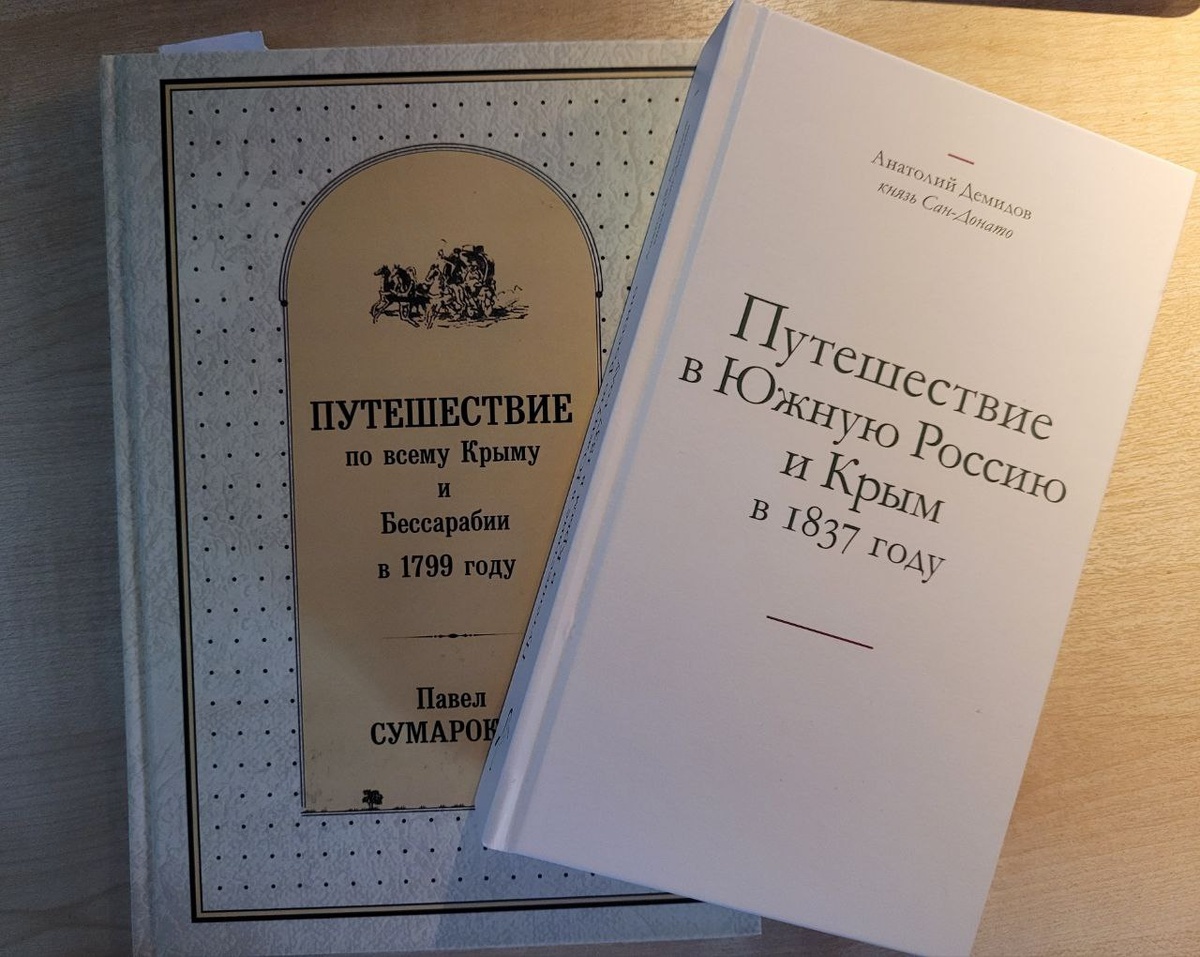 ПУТЕШЕСТВИЕ
по всему Крыму
и
Бессарабии
в 1799 году
Павел
Анатолий Демидов
князь Сан-Донато
Путешествие
в Южную Россию
и Крым
в 1837 году